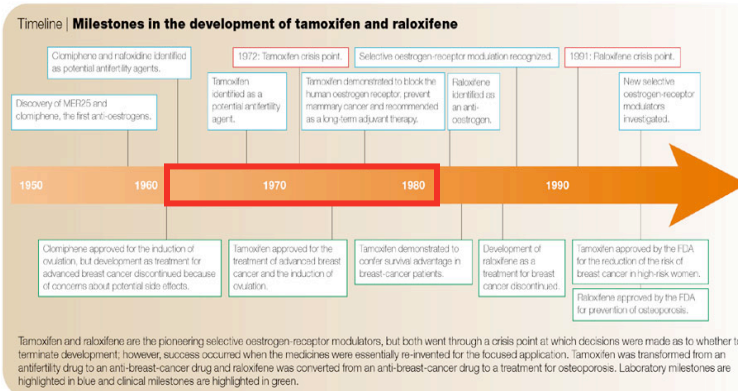 Timeline | Milestones in the development of tamoxifen and raloxifene
Clomiphene and nafoxidine identified
as potential antifertility agents.
1972: Tamoxifen crisis point.
Selective oestrogen-receptor modulation recognized.
1991: Raloxifene crisis point.
Discovery of MER25 and
clomiphene, the first anti-oestrogens.
Tamoxifen
identified as a
potential antifertility
agent.
Tamoxifen demonstrated to block the
human oestrogen receptor, prevent
mammary cancer and recommended
as a long-term adjuvant therapy.
Raloxifene
identified as
an anti-
oestrogen.
New selective
oestrogen-receptor
modulators
investigated.
1950
1960
1970
1980
1990
Clomiphene approved for the induction of
ovulation, but development as treatment for
advanced breast cancer discontinued because
of concerns about potential side effects.
Tamoxifen approved for the
treatment of advanced breast
cancer and the induction of
ovulation.
Tamoxifen demonstrated to
confer survival advantage in
breast-cancer patients.
Development of
raloxifene as a
treatment for breast
cancer discontinued.
Tamoxifen approved by the FDA
for the reduction of the risk of
breast cancer in high-risk women.
Raloxifene approved by the FDA
for prevention of osteoporosis.
Tamoxifen and raloxifene are the pioneering selective oestrogen-receptor modulators, but both went through a crisis point at which decisions were made as to whether to
terminate development; however, success occurred when the medicines were essentially re-invented for the focused application. Tamoxifen was transformed from an
antifertility drug to an anti-breast-cancer drug and raloxifene was converted from an anti-breast-cancer drug to a treatment for osteoporosis. Laboratory milestones are
highlighted in blue and clinical milestones are highlighted in green.